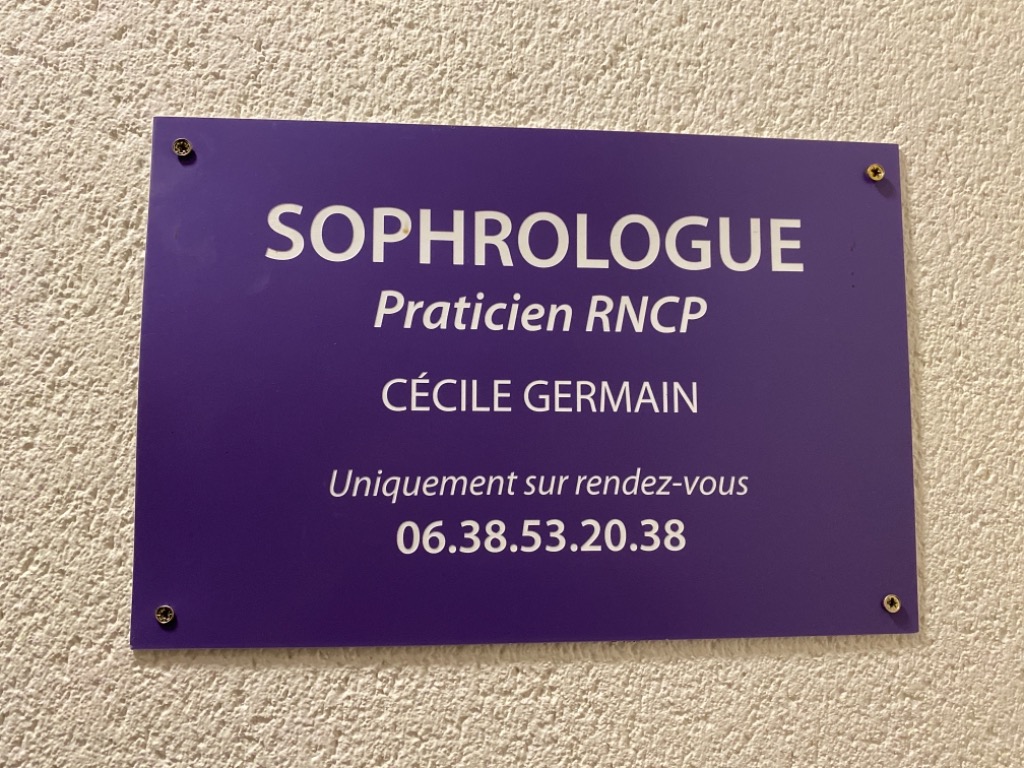 SOPHROLOGUE
Praticien RNCP
CÉCILE GERMAIN
Uniquement sur rendez-vous
06.38.53.20.38